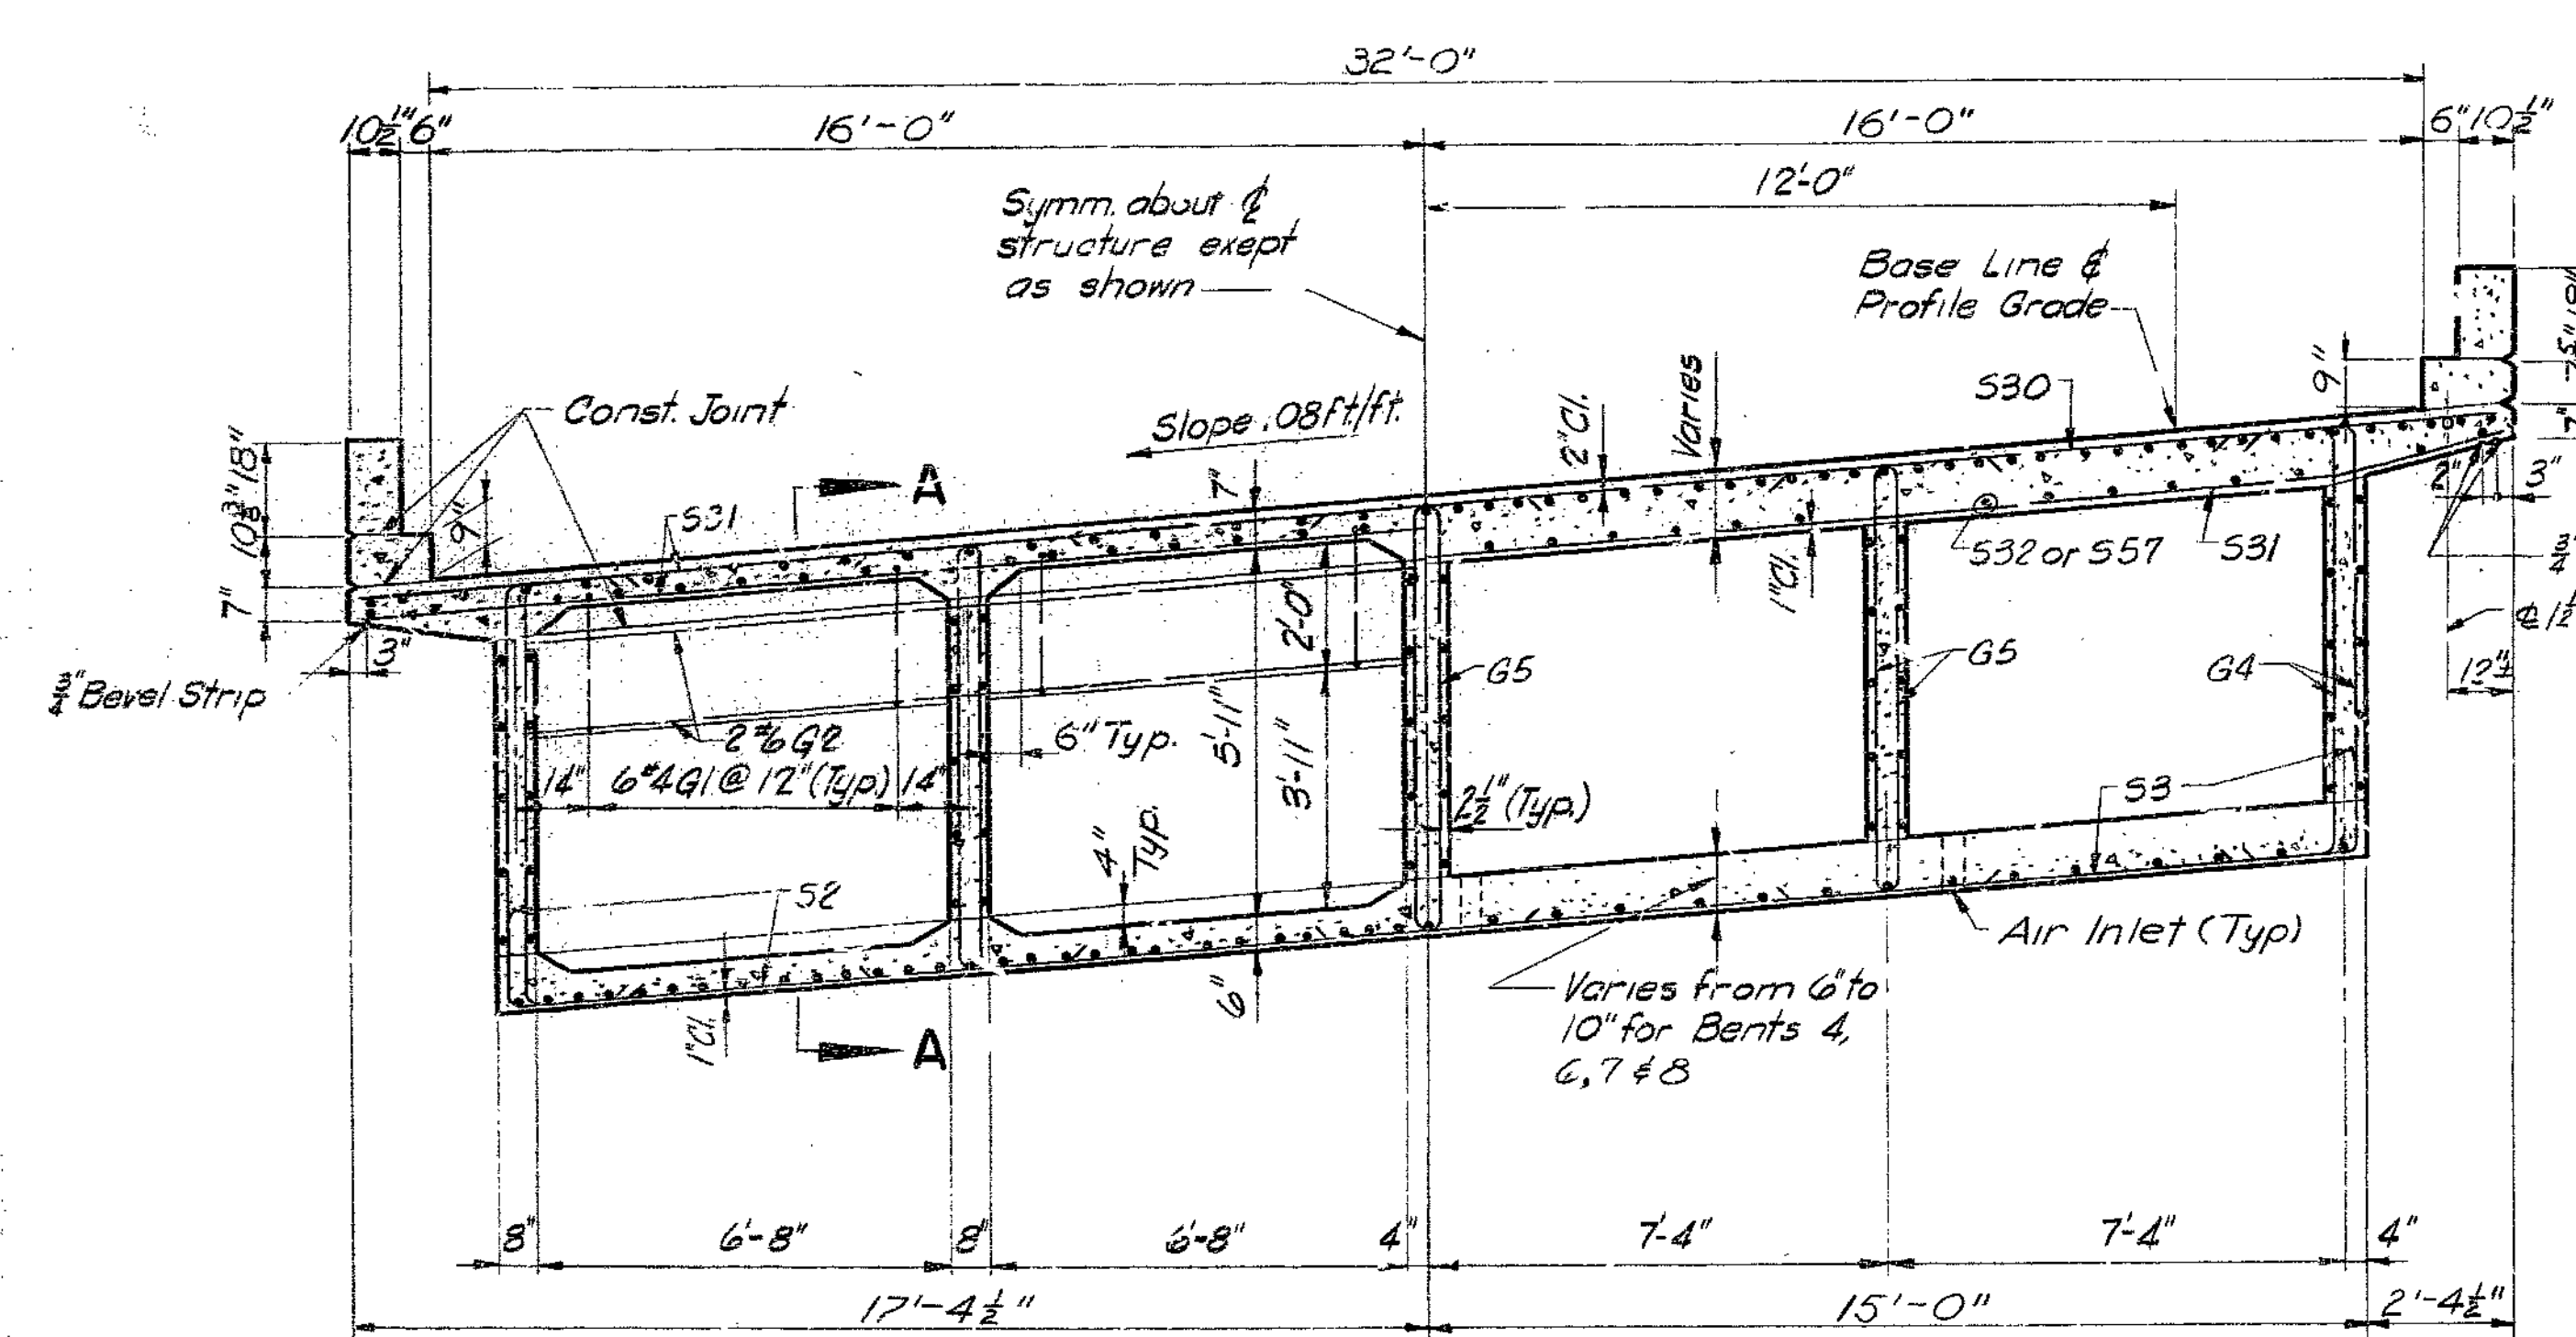 32'-0"
10½" 6"
16'-0"
16'-0"
6" 10½"
12'-0"
Symm. about ℄
structure exept
as shown
Base Line ℄
Profile Grade
Const. Joint
Slope .08ft/ft.
2"Cl.
Varies
S30
9"
18"
10⅜"
7"
9"
S31
A
7"
7"
2"
3"
S32 or S57
S31
1"Cl.
2'-0"
¾" Bevel Strip
3"
2#6G2
14"
6#4G1@12"(Typ.)
14"
6" Typ.
5'-11"
3'-11"
G5
G5
G4
4"
Typ.
2½"(Typ.)
S3
S2
1"Cl.
A
6"
Air Inlet (Typ)
Varies from 6" to
10" for Bents 4,
6, 7 & 8
8"
6'-8"
8"
6'-8"
4"
7'-4"
7'-4"
4"
17'-4½"
15'-0"
2'-4½"